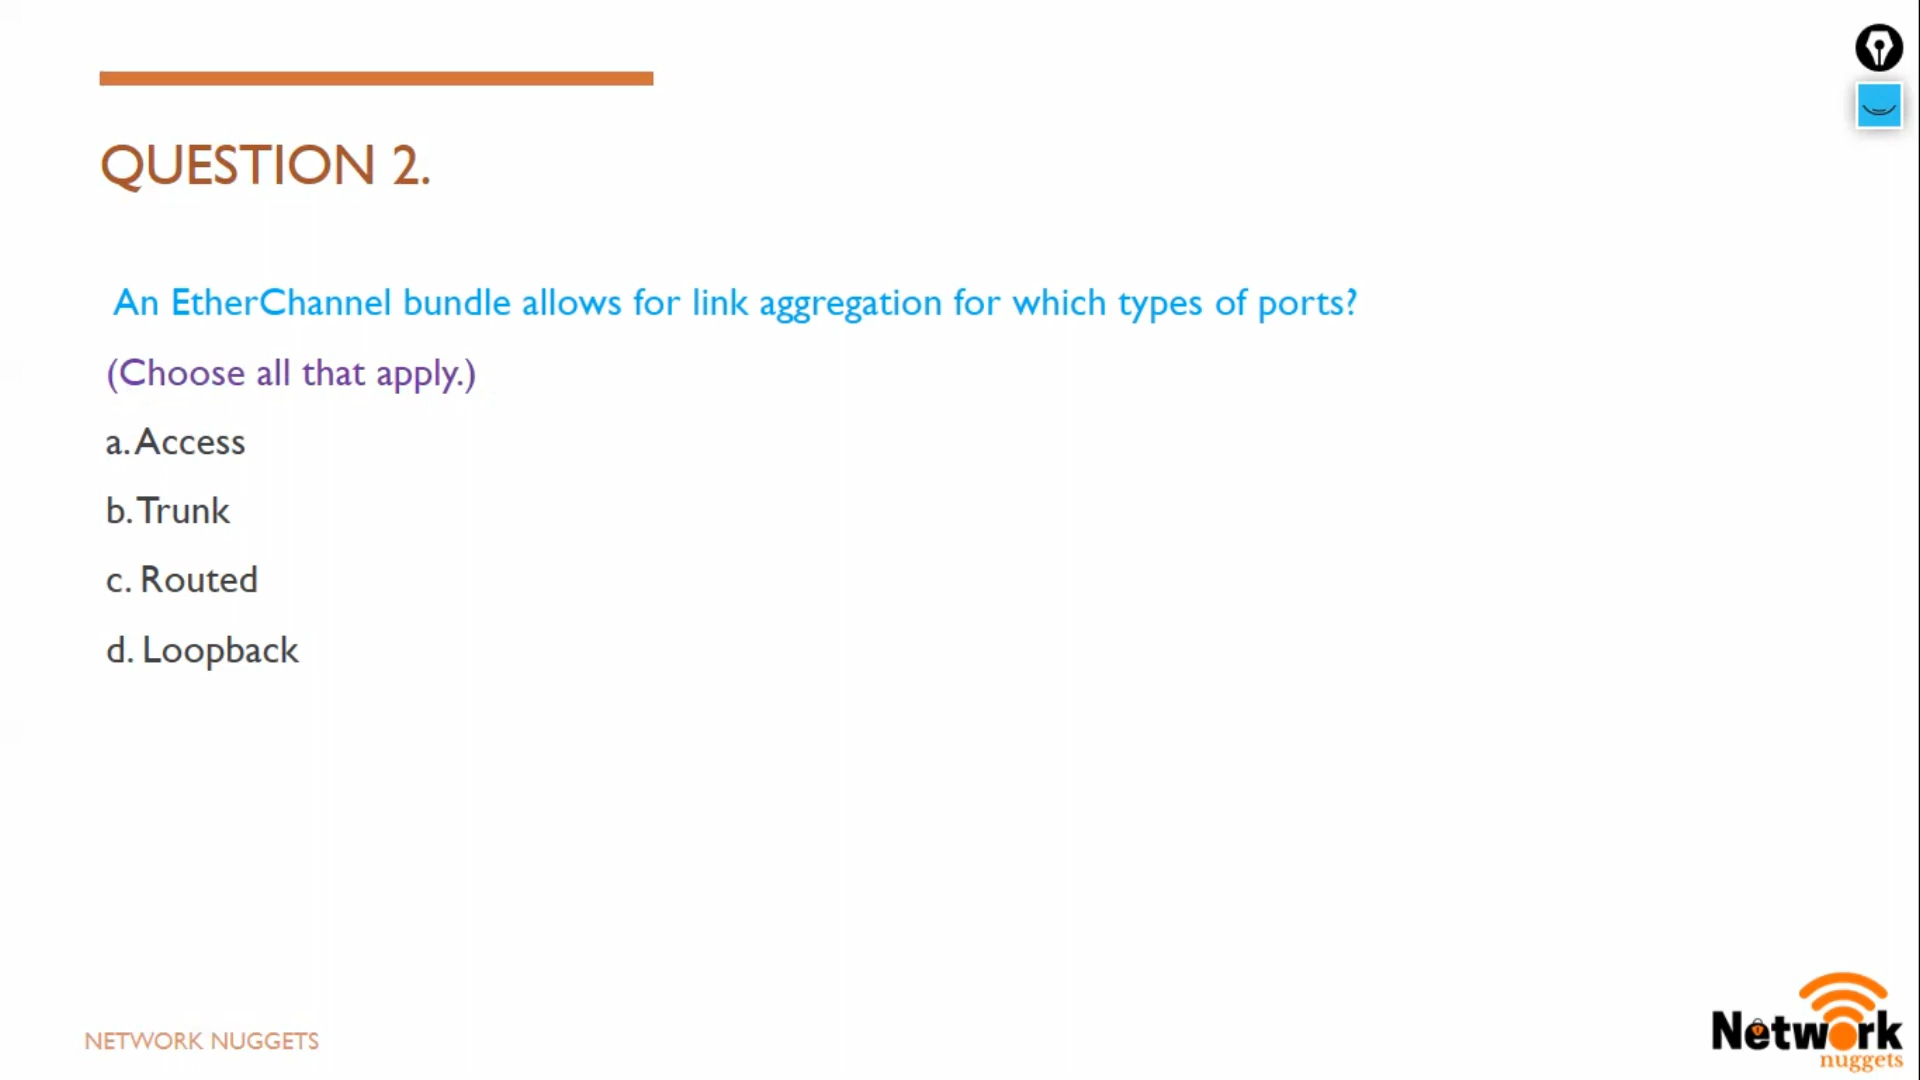 QUESTION 2.
An EtherChannel bundle allows for link aggregation for which types of ports?
(Choose all that apply.)
a. Access
b. Trunk
c. Routed
d. Loopback
NETWORK NUGGETS
Network
nuggets